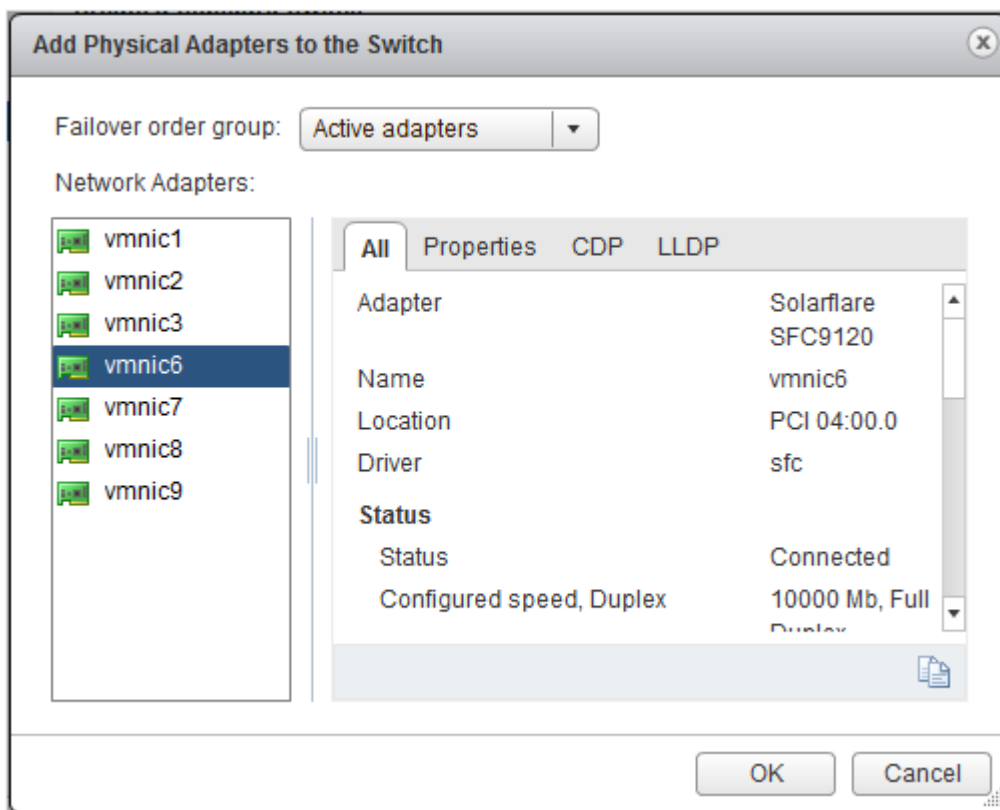 Add Physical Adapters to the Switch
Failover order group: Active adapters
Network Adapters:
vmnic1
vmnic2
vmnic3
vmnic6
vmnic7
vmnic8
vmnic9
All Properties CDP LLDP
Adapter Solarflare
SFC9120
Name vmnic6
Location PCI 04:00.0
Driver sfc
Status
Status Connected
Configured speed, Duplex 10000 Mb, Full
Duplex
OK Cancel